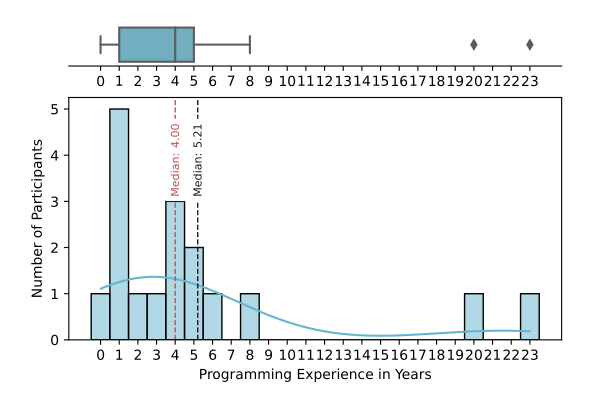 0 1 2 3 4 5 6 7 8 9 10 11 12 13 14 15 16 17 18 19 20 21 22 23
Number of Participants
5
4
3
2
1
0
Median: 4.00
Median: 5.21
0 1 2 3 4 5 6 7 8 9 10 11 12 13 14 15 16 17 18 19 20 21 22 23
Programming Experience in Years